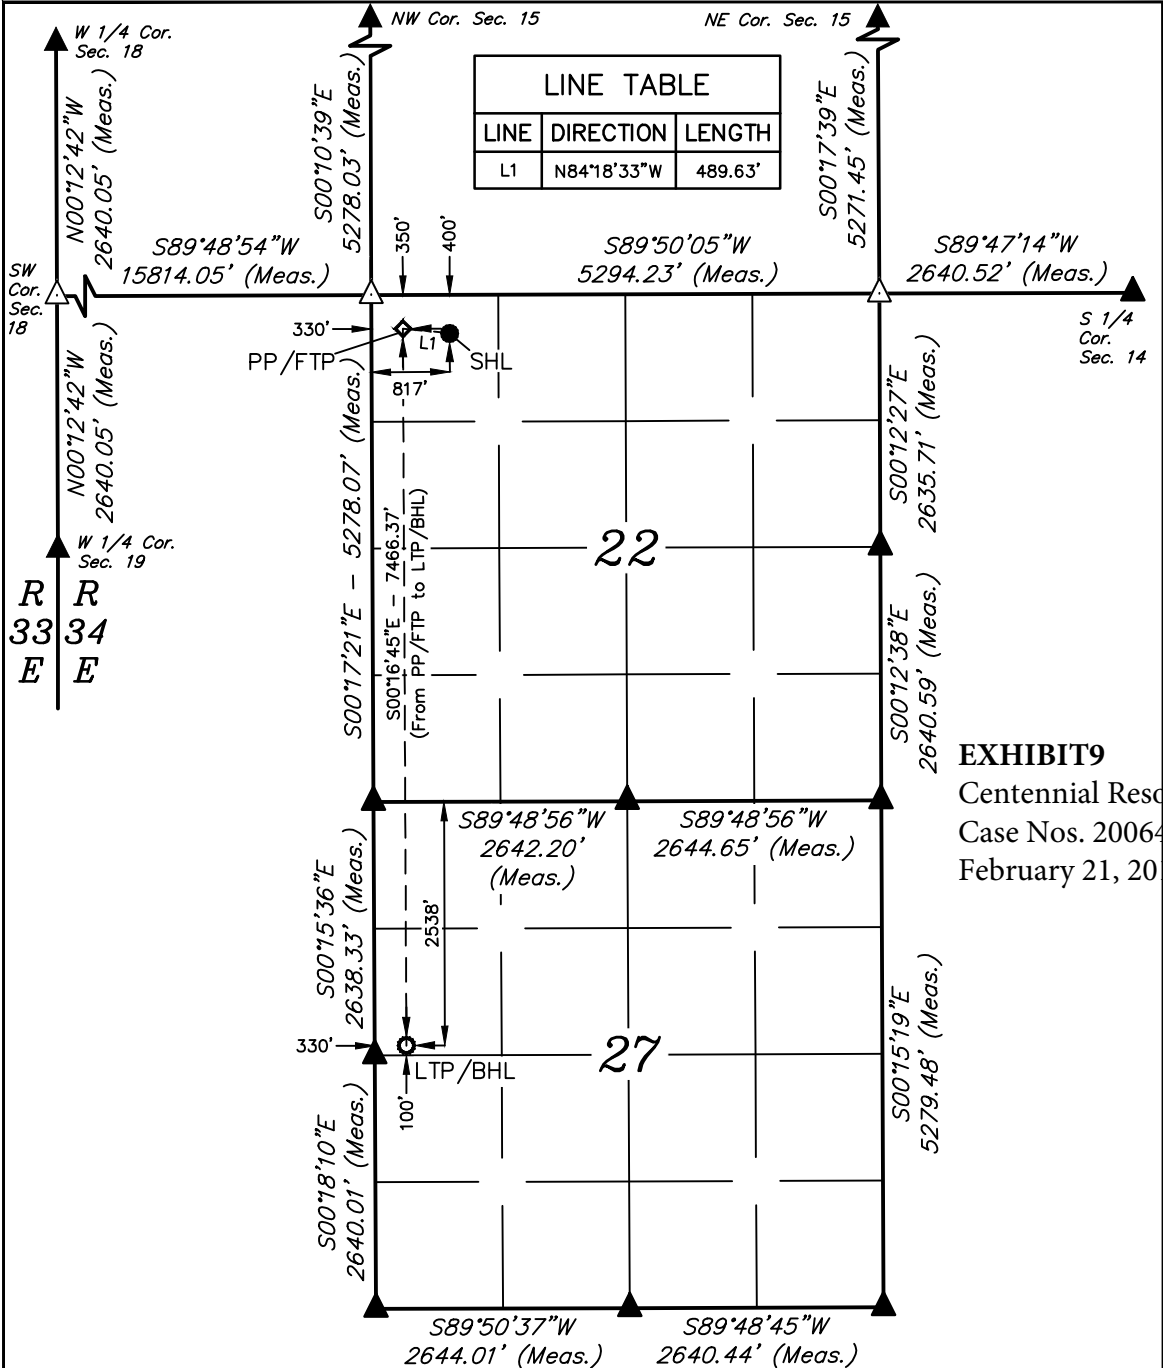 W 1/4 Cor.
Sec. 18
NW Cor. Sec. 15
NE Cor. Sec. 15
LINE TABLE
LINE DIRECTION LENGTH
L1 N84°18'33"W 489.63'
N00°12'42"W
2640.05' (Meas.)
S00°10'39"E
5278.03' (Meas.)
S00°17'39"E
5271.45' (Meas.)
S89°48'54"W
15814.05' (Meas.)
350'
400'
S89°50'05"W
5294.23' (Meas.)
S89°47'14"W
2640.52' (Meas.)
SW
Cor.
Sec.
18
S 1/4
Cor.
Sec. 14
330'
L1
PP/FTP
SHL
817'
N00°12'42"W
2640.05' (Meas.)
S00°17'21"E - 5278.07' (Meas.)
S00°16'45"E - 7466.37'
(From PP/FTP to LTP/BHL)
S00°12'27"E
2635.71' (Meas.)
22
W 1/4 Cor.
Sec. 19
R R
33 34
E E
S00°12'38"E
2640.59' (Meas.)
EXHIBIT9
Centennial Reso
Case Nos. 20064
February 21, 201
S89°48'56"W
2642.20'
(Meas.)
S89°48'56"W
2644.65' (Meas.)
S00°15'36"E
2638.33' (Meas.)
2538'
330'
LTP/BHL
27
100'
S00°15'19"E
5279.48' (Meas.)
S00°18'10"E
2640.01' (Meas.)
S89°50'37"W
2644.01' (Meas.)
S89°48'45"W
2640.44' (Meas.)